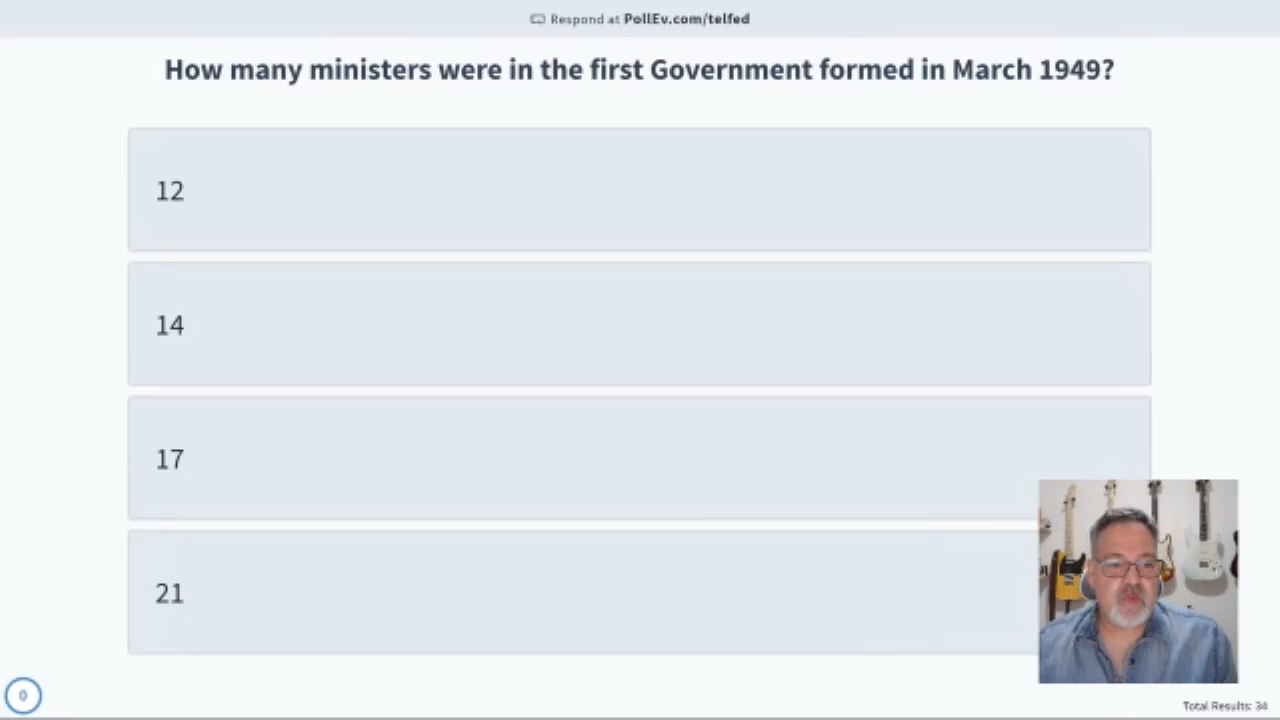 Respond at PollEv.com/telfed
How many ministers were in the first Government formed in March 1949?
12
14
17
21
0
Total Results: 34